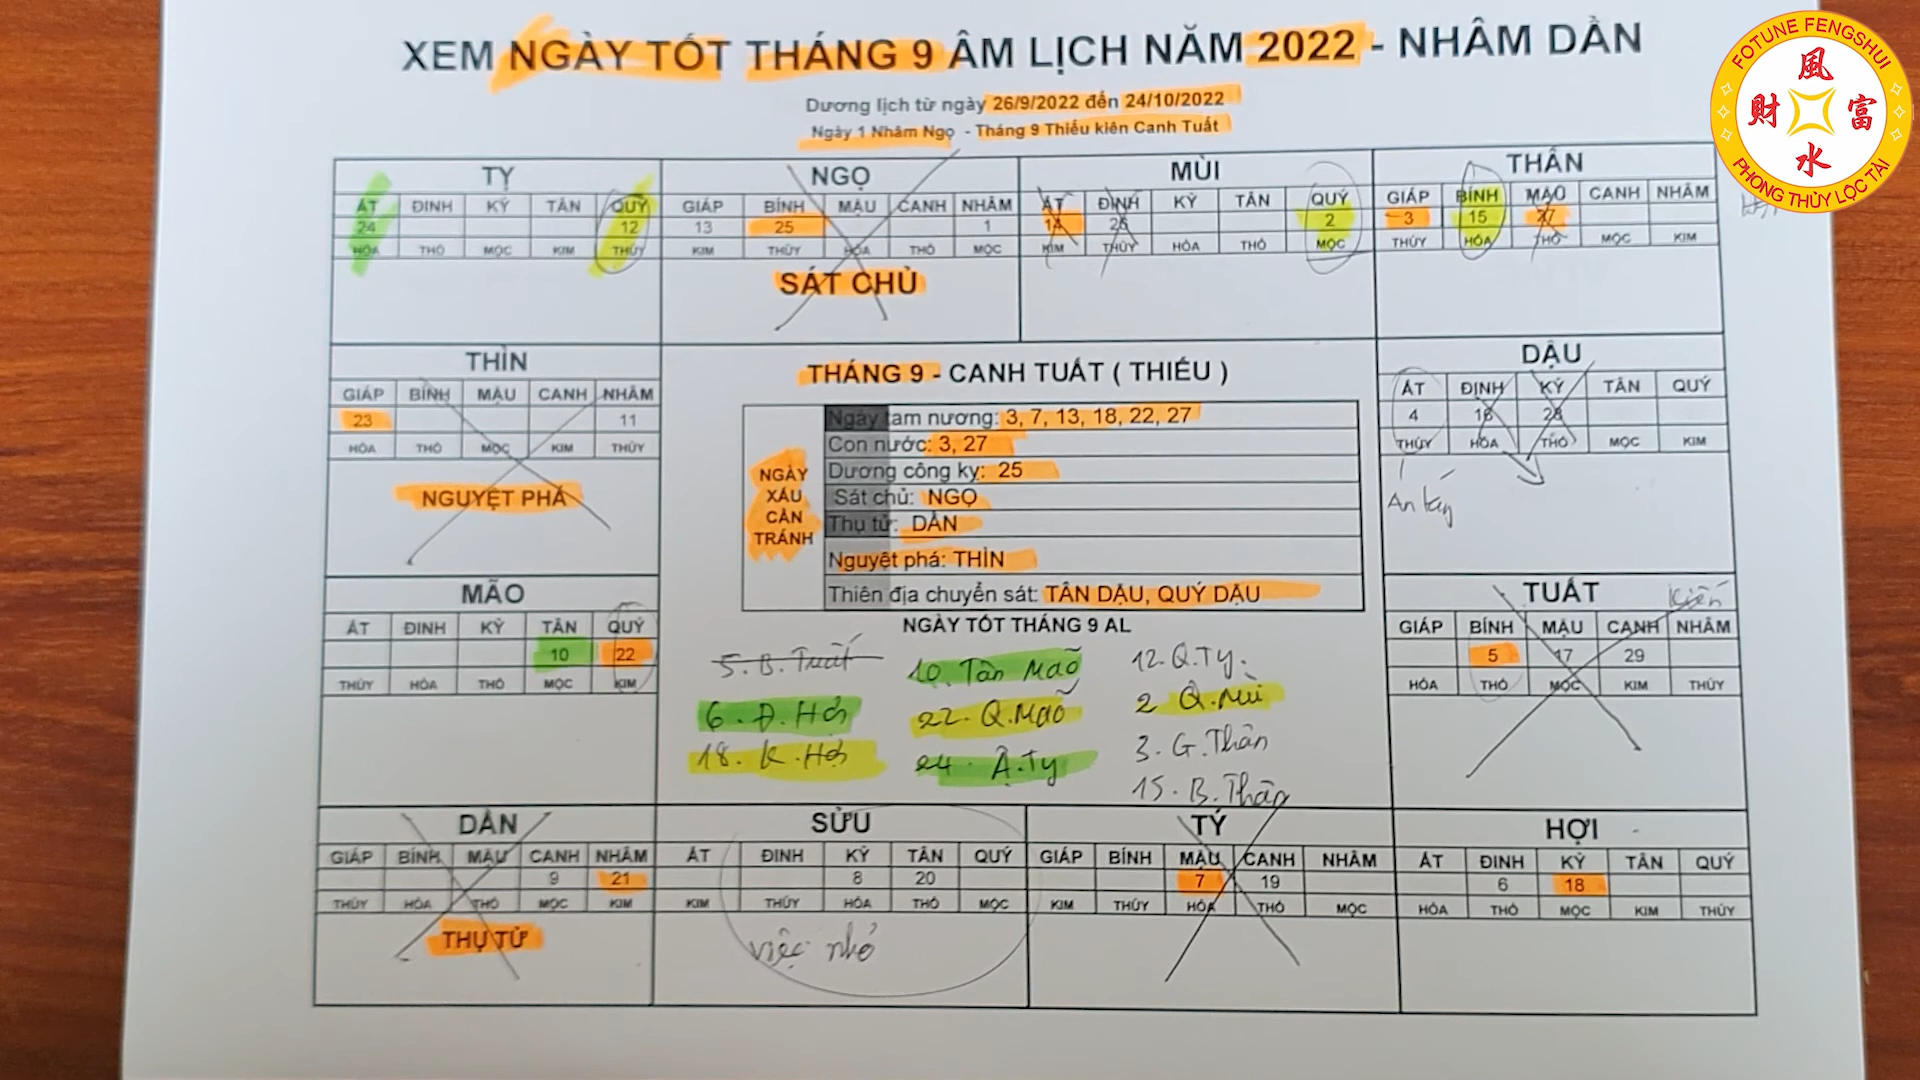 XEM NGÀY TỐT THÁNG 9 ÂM LỊCH NĂM 2022 - NHÂM DẦN
Dương lịch từ ngày 26/9/2022 đến 24/10/2022
Ngày 1 Nhâm Ngọ - Tháng 9 Thiếu kiên Canh Tuất
FOTUNE FENGSHUI
風
財 富
水
PHONG THỦY LỘC TÀI
TỴ
ẤT ĐINH KỶ TÂN QUÝ
24 12
HỎA THỔ MỘC KIM THỦY
NGỌ
GIÁP BÍNH MẬU CANH NHÂM
13 25 1
KIM THỦY HỎA THỔ MỘC
SÁT CHỦ
MÙI
ẤT ĐINH KỶ TÂN QUÝ
14 26 2
KIM THỦY HỎA THỔ MỘC
THÂN
GIÁP BÍNH MẬU CANH NHÂM
3 15 27
THỦY HỎA THỔ MỘC KIM
THÌN
GIÁP BÍNH MẬU CANH NHÂM
23 11
HỎA THỔ MỘC KIM THỦY
NGUYỆT PHÁ
THÁNG 9 - CANH TUẤT ( THIẾU )
NGÀY XẤU CẦN TRÁNH
Ngày tam nương: 3, 7, 13, 18, 22, 27
Con nước: 3, 27
Dương công kỵ: 25
Sát chủ: NGỌ
Thụ tử: DẦN
Nguyệt phá: THÌN
Thiên địa chuyển sát: TÂN DẬU, QUÝ DẬU
DẬU
ẤT ĐINH KỶ TÂN QUÝ
4 16 28
THỦY HỎA THỔ MỘC KIM
An táng
MÃO
ẤT ĐINH KỶ TÂN QUÝ
10 22
THỦY HỎA THỔ MỘC KIM
NGÀY TỐT THÁNG 9 AL
5. B. Tuất 10. Tân Mão 12. Q. Tỵ.
6. Đ. Hợi 22. Q. Mão 2 Q. Mùi
18. K. Hợi 24. Ấ. Tỵ 3. G. Thân
15. B. Thân
TUẤT
Kiến
GIÁP BÍNH MẬU CANH NHÂM
5 17 29
HỎA THỔ MỘC KIM THỦY
DẦN
GIÁP BÍNH MẬU CANH NHÂM
9 21
THỦY HỎA THỔ MỘC KIM
THỤ TỬ
SỬU
ẤT ĐINH KỶ TÂN QUÝ
8 20
KIM THỦY HỎA THỔ MỘC
việc nhỏ
TÝ
GIÁP BÍNH MẬU CANH NHÂM
7 19
KIM THỦY HỎA THỔ MỘC
HỢI
ẤT ĐINH KỶ TÂN QUÝ
6 18
HỎA THỔ MỘC KIM THỦY